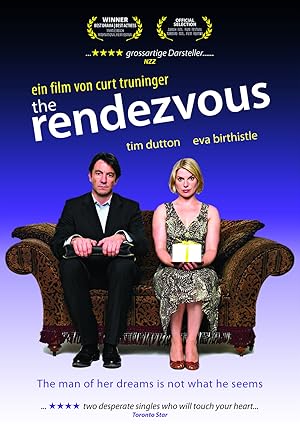 WINNER
OFFICIAL
SELECTION
...★★★★ grossartige Darsteller......
NZZ
ein film von curt truninger
the
rendezvous
tim dutton eva birthistle
The man of her dreams is not what he seems
... ★★★★ two desperate singles who will touch your heart...
Toronto Star